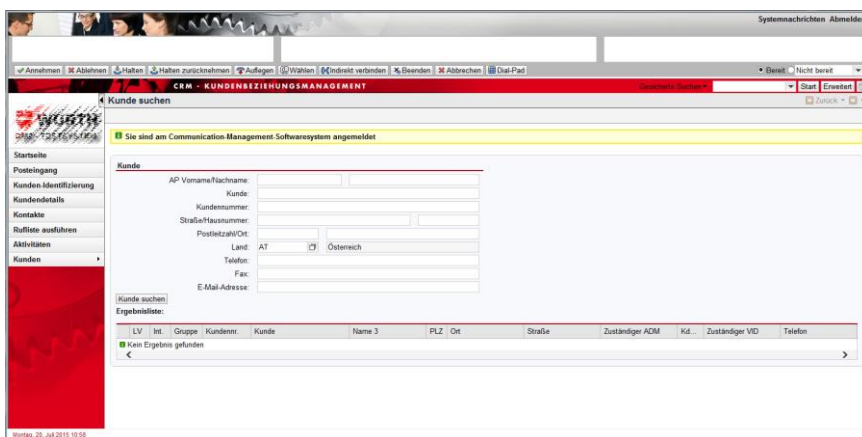 Systemnachrichten Abmelde
Annehmen Ablehnen Halten Halten zurücknehmen Auflegen Wählen Indirekt verbinden Beenden Abbrechen Dial-Pad Bereit Nicht bereit
CRM - KUNDENBEZIEHUNGSMANAGEMENT Start Erweitert
Kunde suchen Zurück
WÜRTH
Sie sind am Communication-Management-Softwaresystem angemeldet
Startseite
Posteingang
Kunden-Identifizierung
Kundendetails
Kontakte
Rufliste ausführen
Aktivitäten
Kunden
Kunde
AP Vorname/Nachname:
Kunde:
Kundennummer:
Straße/Hausnummer:
Postleitzahl/Ort:
Land: AT Österreich
Telefon:
Fax:
E-Mail-Adresse:
Kunde suchen
Ergebnisliste:
LV Int. Gruppe Kundennr. Kunde Name 3 PLZ Ort Straße Zuständiger ADM Kd... Zuständiger VID Telefon
Kein Ergebnis gefunden
Montag, 20. Juli 2015 10:58